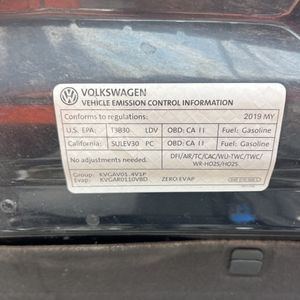 VOLKSWAGEN
VEHICLE EMISSION CONTROL INFORMATION
Conforms to regulations: 2019 MY
U.S. EPA: T3B30 LDV OBD: CA II Fuel: Gasoline
California: SULEV30 PC OBD: CA II Fuel: Gasoline
No adjustments needed. DFI/AIR/TC/CAC/WU-TWC/TWC/
WR-HO2S/HO2S
Group: KVGAV01.4VSP
Evap: KVGAR0110VBD ZERO EVAP